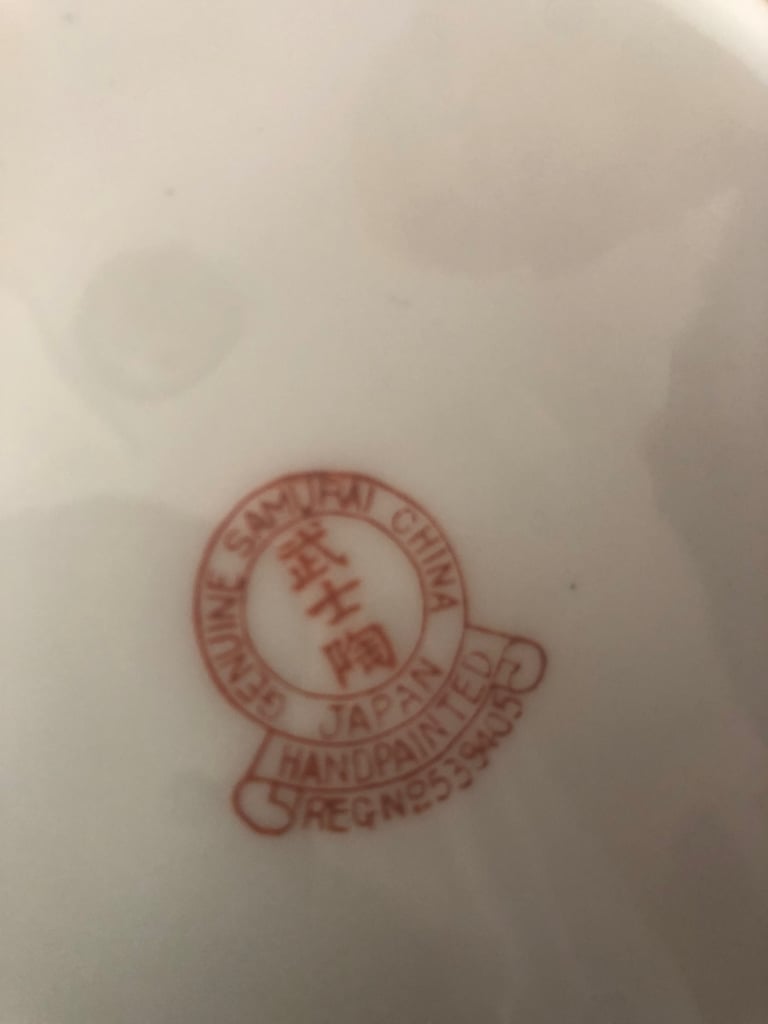 GENUINE SAMURAI CHINA
武士陶
JAPAN
HANDPAINTED
REG Nº 539405